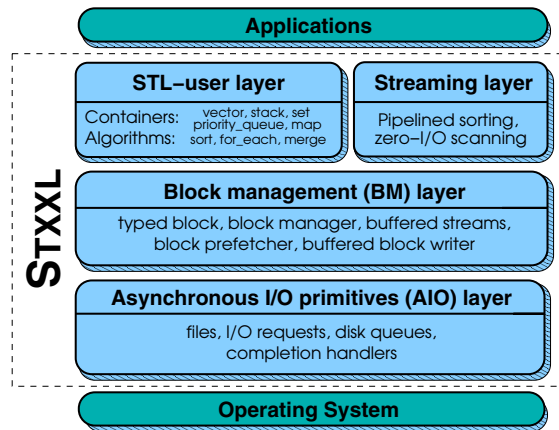 Applications
STXXL
STL–user layer
Containers: vector, stack, set
priority_queue, map
Algorithms: sort, for_each, merge
Streaming layer
Pipelined sorting,
zero–I/O scanning
Block management (BM) layer
typed block, block manager, buffered streams,
block prefetcher, buffered block writer
Asynchronous I/O primitives (AIO) layer
files, I/O requests, disk queues,
completion handlers
Operating System